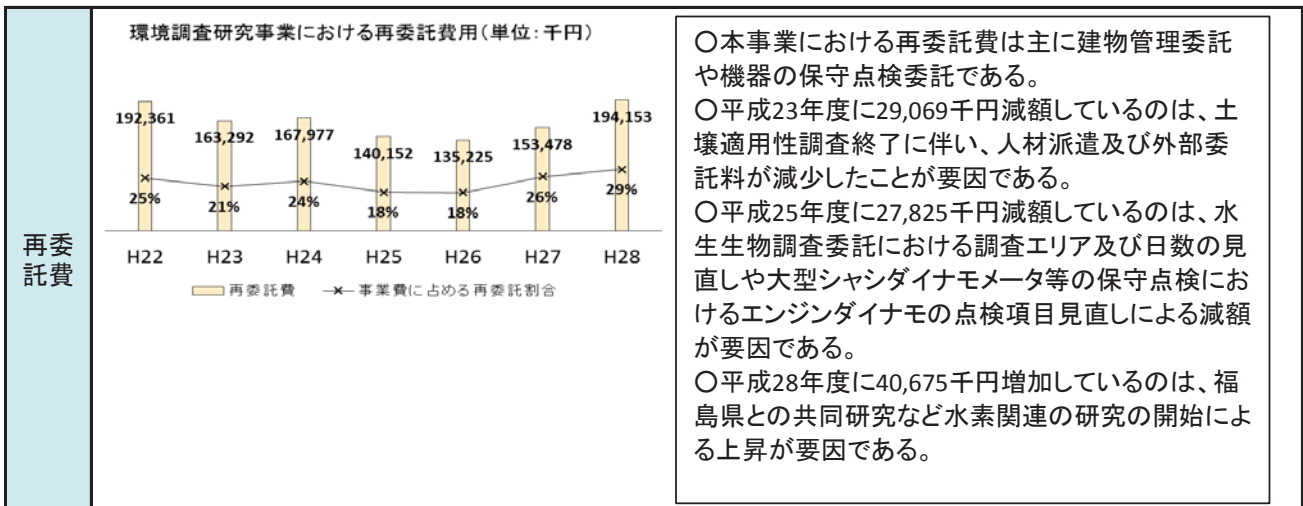 再委
託費
環境調査研究事業における再委託費用(単位:千円)
192,361
163,292
167,977
140,152
135,225
153,478
194,153
25%
21%
24%
18%
18%
26%
29%
H22
H23
H24
H25
H26
H27
H28
再委託費
事業費に占める再委託割合
〇本事業における再委託費は主に建物管理委託
や機器の保守点検委託である。
〇平成23年度に29,069千円減額しているのは、土
壌適用性調査終了に伴い、人材派遣及び外部委
託料が減少したことが要因である。
〇平成25年度に27,825千円減額しているのは、水
生生物調査委託における調査エリア及び日数の見
直しや大型シャシダイナモメータ等の保守点検にお
けるエンジンダイナモの点検項目見直しによる減額
が要因である。
〇平成28年度に40,675千円増加しているのは、福
島県との共同研究など水素関連の研究の開始によ
る上昇が要因である。